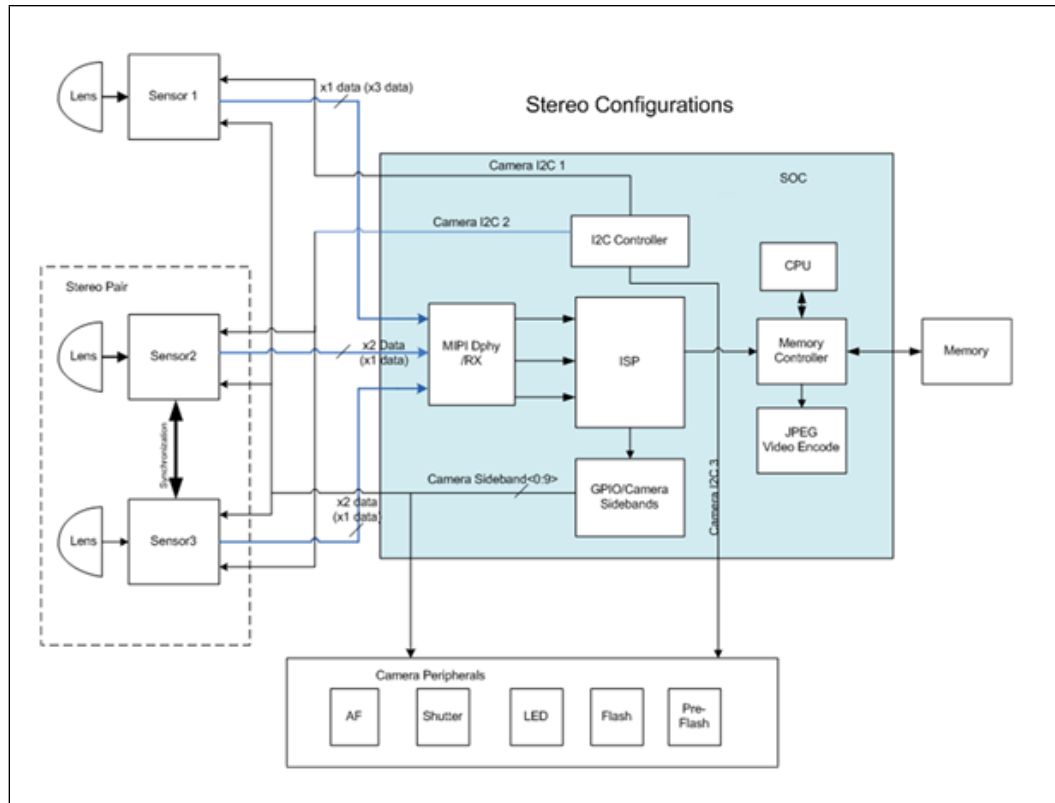 Lens
Sensor 1
x1 data (x3 data)
Stereo Configurations
Camera I2C 1
SOC
Camera I2C 2
I2C Controller
CPU
Stereo Pair
Lens
Sensor2
x2 Data
(x1 data)
MIPI Dphy
/RX
ISP
Memory
Controller
Memory
JPEG
Video Encode
Synchronization
Camera Sideband<0:9>
GPIO/Camera
Sidebands
Camera I2C 3
x2 data
(x1 data)
Lens
Sensor3
Camera Peripherals
AF
Shutter
LED
Flash
Pre-
Flash